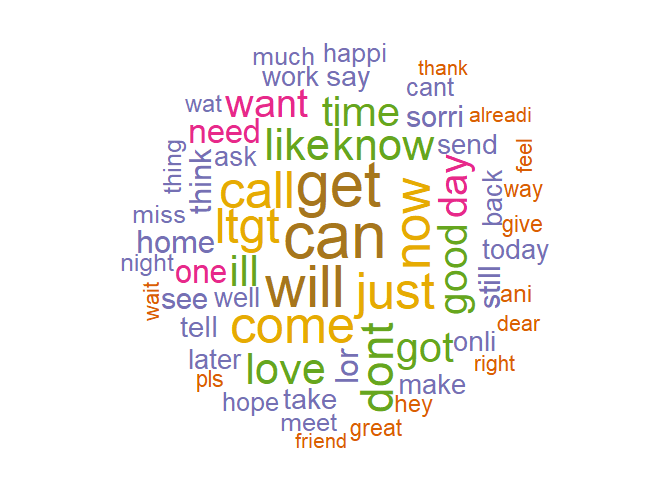 much happi
thank
work say
cant
wat want time sorri alreadi
need like know send
thing think ask feel
call get day back way
miss ltgt can now give
home good today
night one ill still
wait see well will just ani
tell come dont got onli dear
later love lor right
pls make
hope take hey
meet great
friend